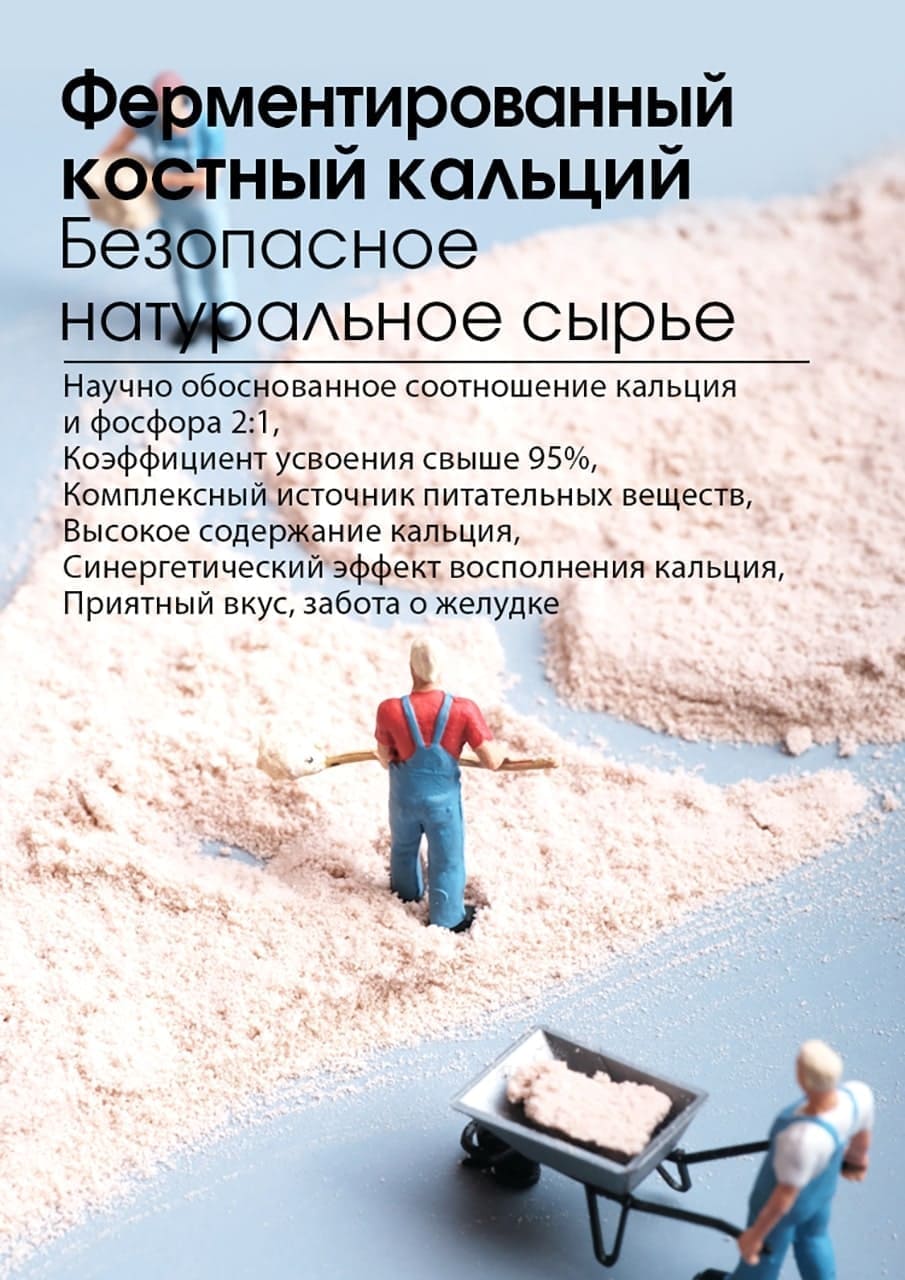 Ферментированный
костный кальций
Безопасное
натуральное сырье
Научно обоснованное соотношение кальция
и фосфора 2:1,
Коэффициент усвоения свыше 95%,
Комплексный источник питательных веществ,
Высокое содержание кальция,
Синергетический эффект восполнения кальция,
Приятный вкус, забота о желудке